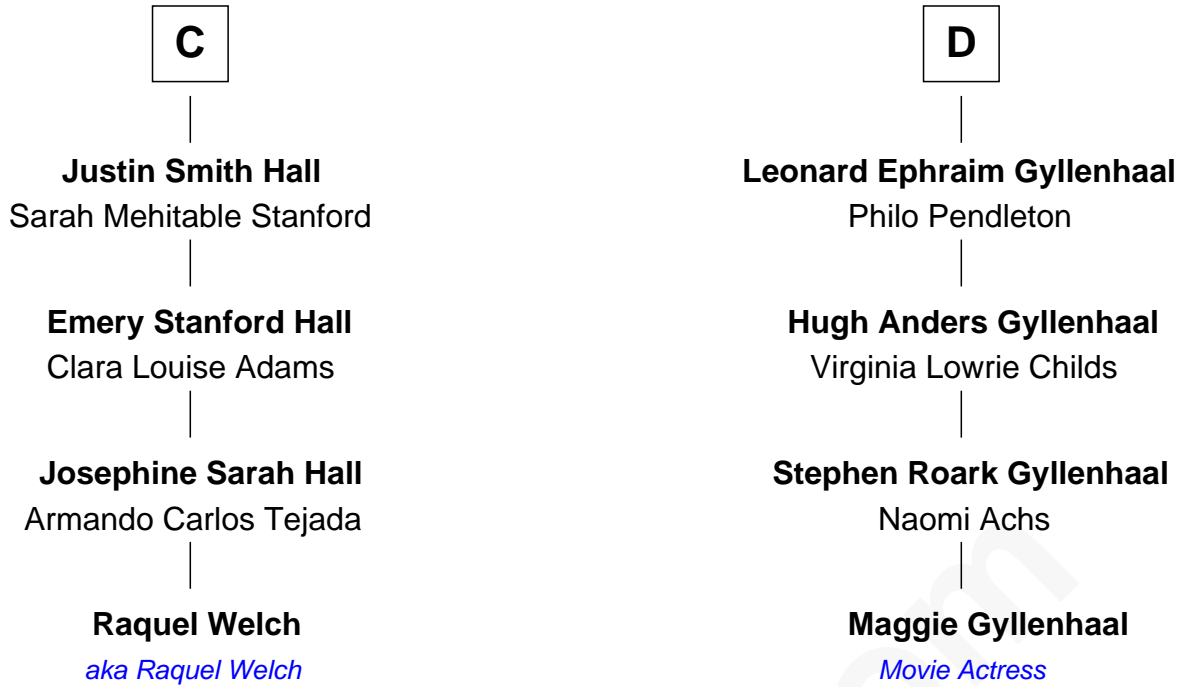 C
Justin Smith Hall
Sarah Mehitable Stanford
Emery Stanford Hall
Clara Louise Adams
Josephine Sarah Hall
Armando Carlos Tejada
Raquel Welch
aka Raquel Welch
D
Leonard Ephraim Gyllenhaal
Philo Pendleton
Hugh Anders Gyllenhaal
Virginia Lowrie Childs
Stephen Roark Gyllenhaal
Naomi Achs
Maggie Gyllenhaal
Movie Actress